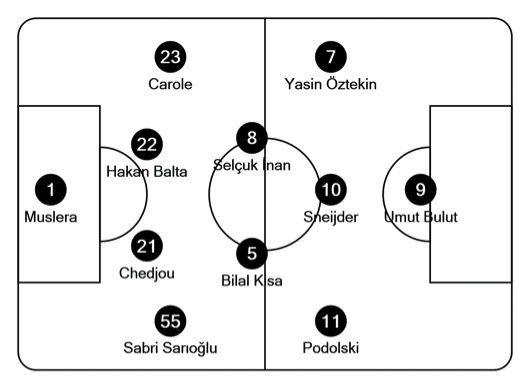 23
Carole
7
Yasin Öztekin
22
Hakan Balta
8
Selçuk İnan
1
Muslera
10
Sneijder
9
Umut Bulut
21
Chedjou
5
Bilal Kısa
55
Sabri Sarıoğlu
11
Podolski